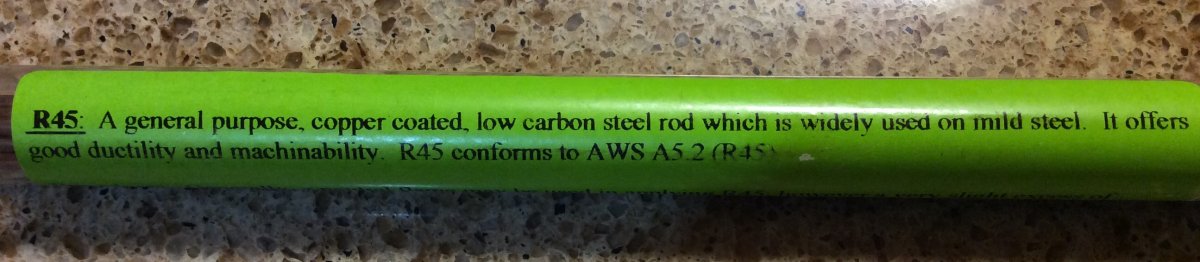 R45: A general purpose, copper coated, low carbon steel rod which is widely used on mild steel. It offers
good ductility and machinability. R45 conforms to AWS A5.2 (R45)